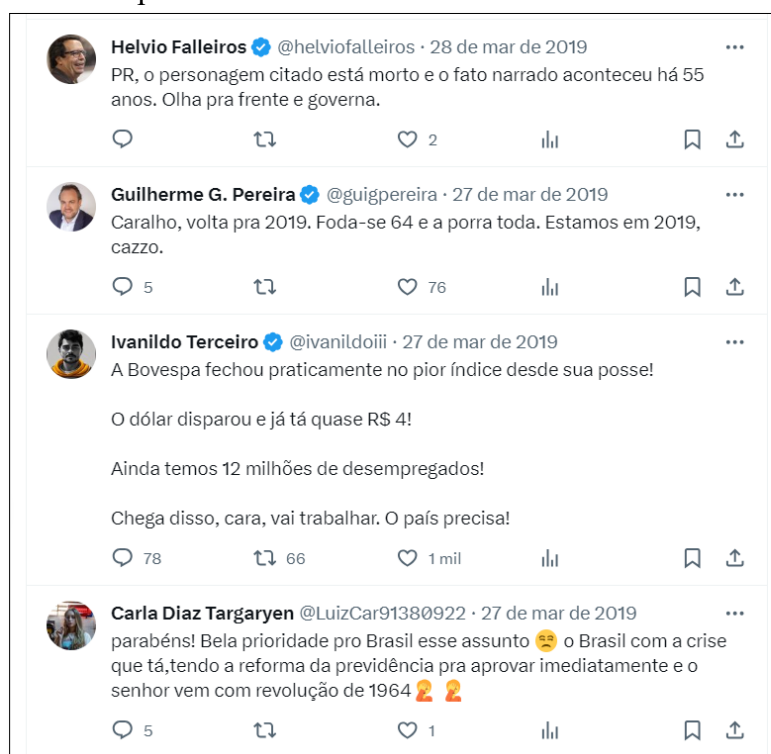 Helvio Falleiros @helviofalleiros · 28 de mar de 2019
PR, o personagem citado está morto e o fato narrado aconteceu há 55
anos. Olha pra frente e governa.
2
Guilherme G. Pereira @guigpereira · 27 de mar de 2019
Caralho, volta pra 2019. Foda-se 64 e a porra toda. Estamos em 2019,
cazzo.
5 76
Ivanildo Terceiro @ivanildoiii · 27 de mar de 2019
A Bovespa fechou praticamente no pior índice desde sua posse!
O dólar disparou e já tá quase R$ 4!
Ainda temos 12 milhões de desempregados!
Chega disso, cara, vai trabalhar. O país precisa!
78 66 1 mil
Carla Diaz Targaryen @LuizCar91380922 · 27 de mar de 2019
parabéns! Bela prioridade pro Brasil esse assunto 😒 o Brasil com a crise
que tá,tendo a reforma da previdência pra aprovar imediatamente e o
senhor vem com revolução de 1964🤦 🤦
5 1